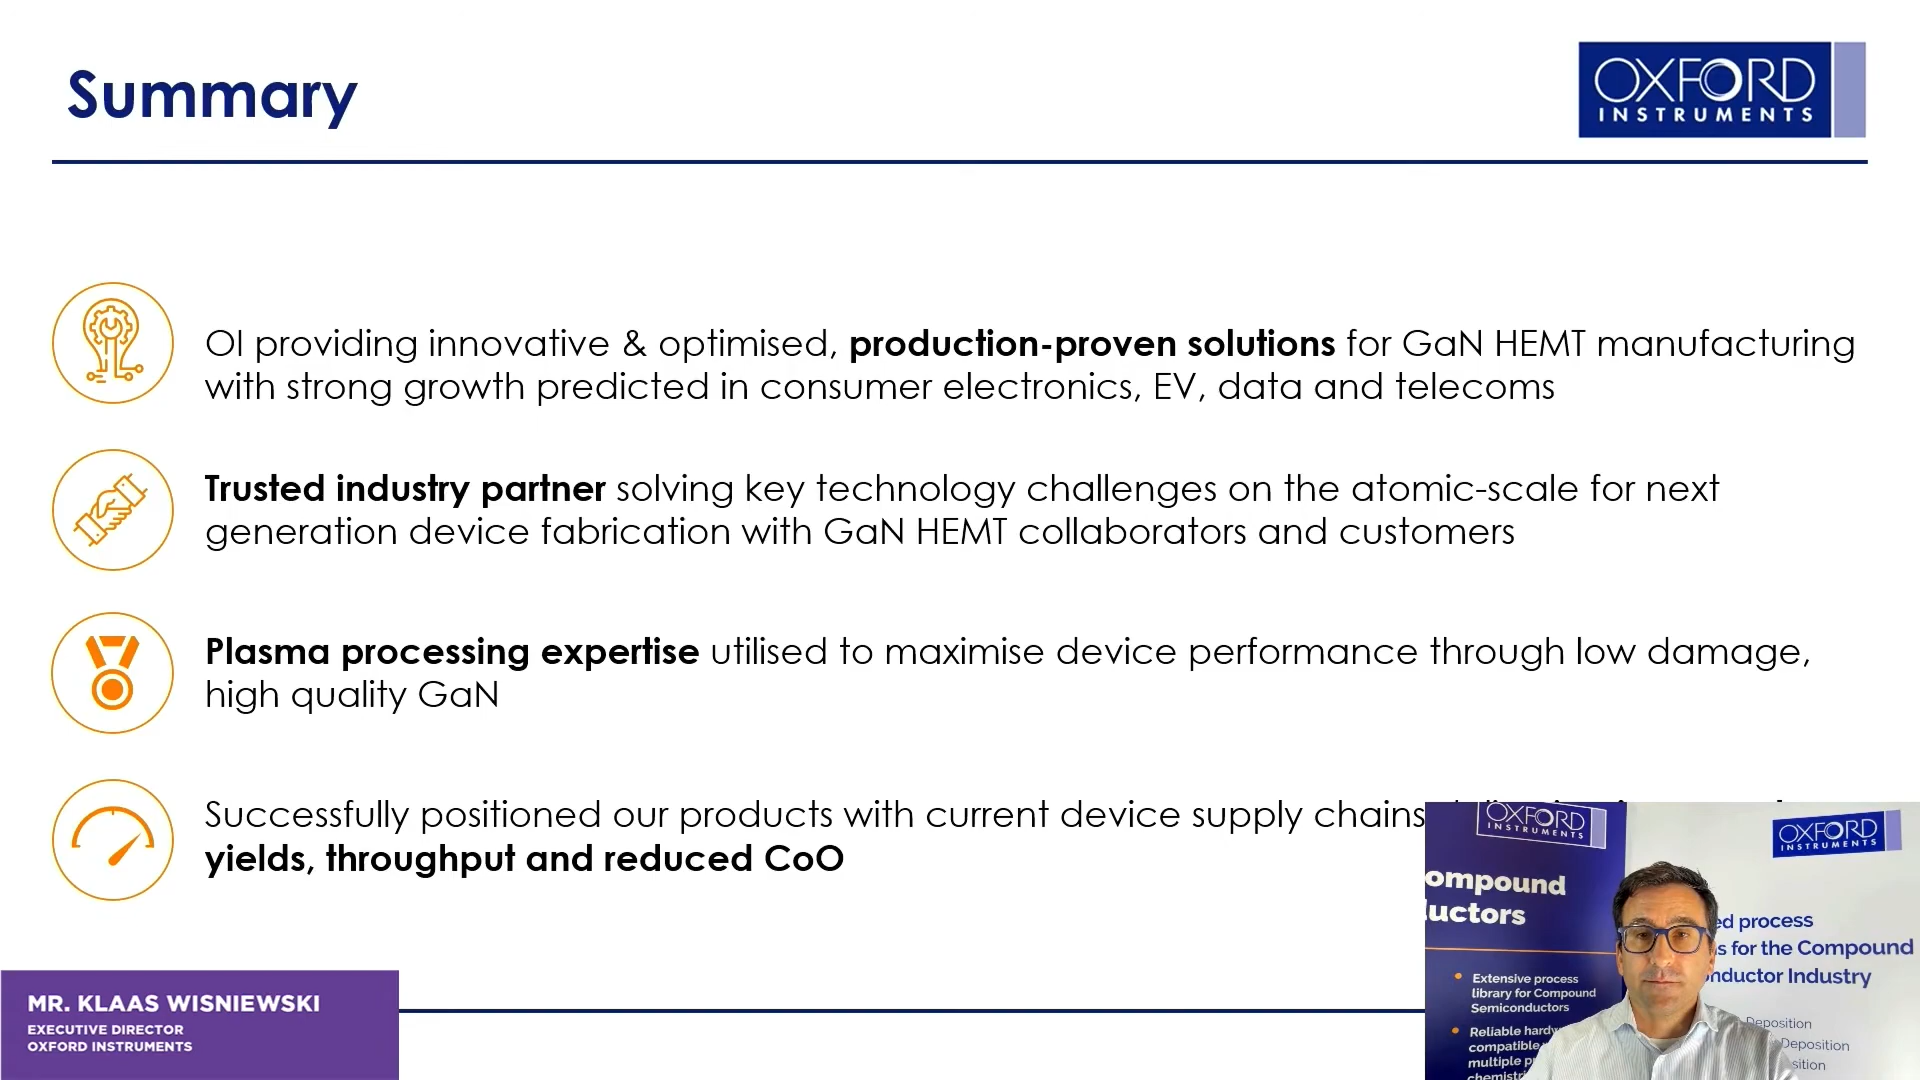 Summary
OXFORD
INSTRUMENTS
OI providing innovative & optimised, production-proven solutions for GaN HEMT manufacturing
with strong growth predicted in consumer electronics, EV, data and telecoms
Trusted industry partner solving key technology challenges on the atomic-scale for next
generation device fabrication with GaN HEMT collaborators and customers
Plasma processing expertise utilised to maximise device performance through low damage,
high quality GaN
Successfully positioned our products with current device supply chains
yields, throughput and reduced CoO
MR. KLAAS WISNIEWSKI
EXECUTIVE DIRECTOR
OXFORD INSTRUMENTS
OXFORD
INSTRUMENTS
ompound
uctors
Extensive process
library for Compound
Semiconductors
Reliable hardw
compatible
multiple p
chemistri
OXFORD
INSTRUMENTS
ed process
s for the Compound
nductor Industry
Deposition
Deposition
sition